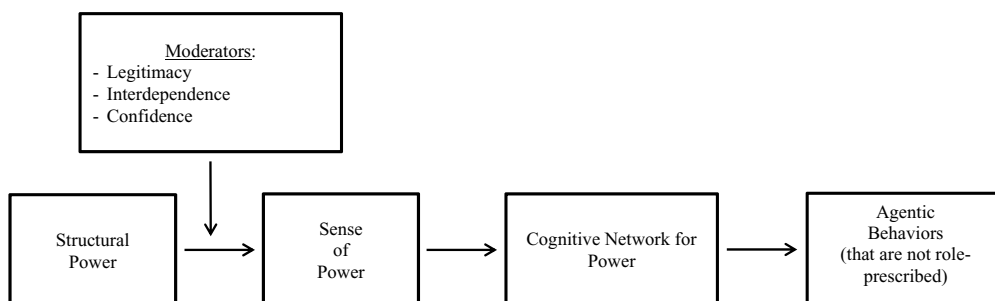 Moderators:
- Legitimacy
- Interdependence
- Confidence
Structural
Power
Sense
of
Power
Cognitive Network for
Power
Agentic
Behaviors
(that are not role-
prescribed)